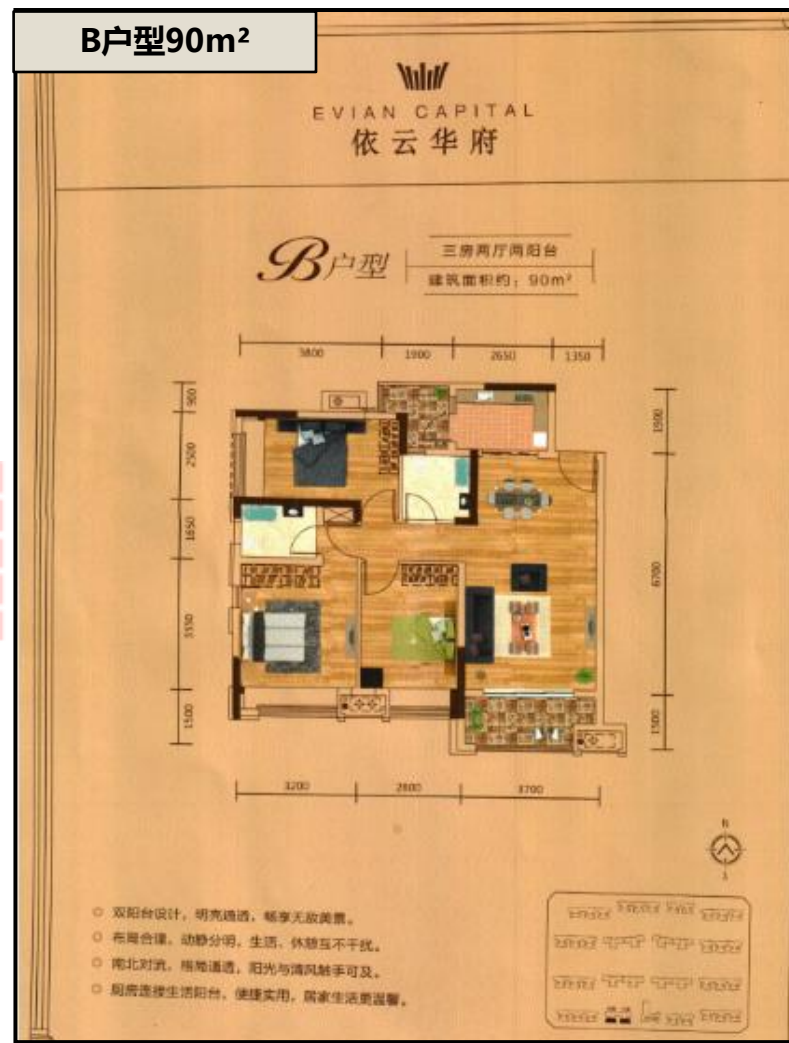 B户型90m²
EVIAN CAPITAL
依云华府
B户型
三房两厅两阳台
建筑面积约：90m²
3800
1900
2650
1350
900
2500
1650
3350
1500
1900
6700
1500
3200
2800
3700
N
双阳台设计，明亮通透，畅享无敌美景。
布局合理，动静分明，生活、休憩互不干扰。
南北对流，格局通透，阳光与清风触手可及。
厨房连接生活阳台，便捷实用，居家生活更温馨。